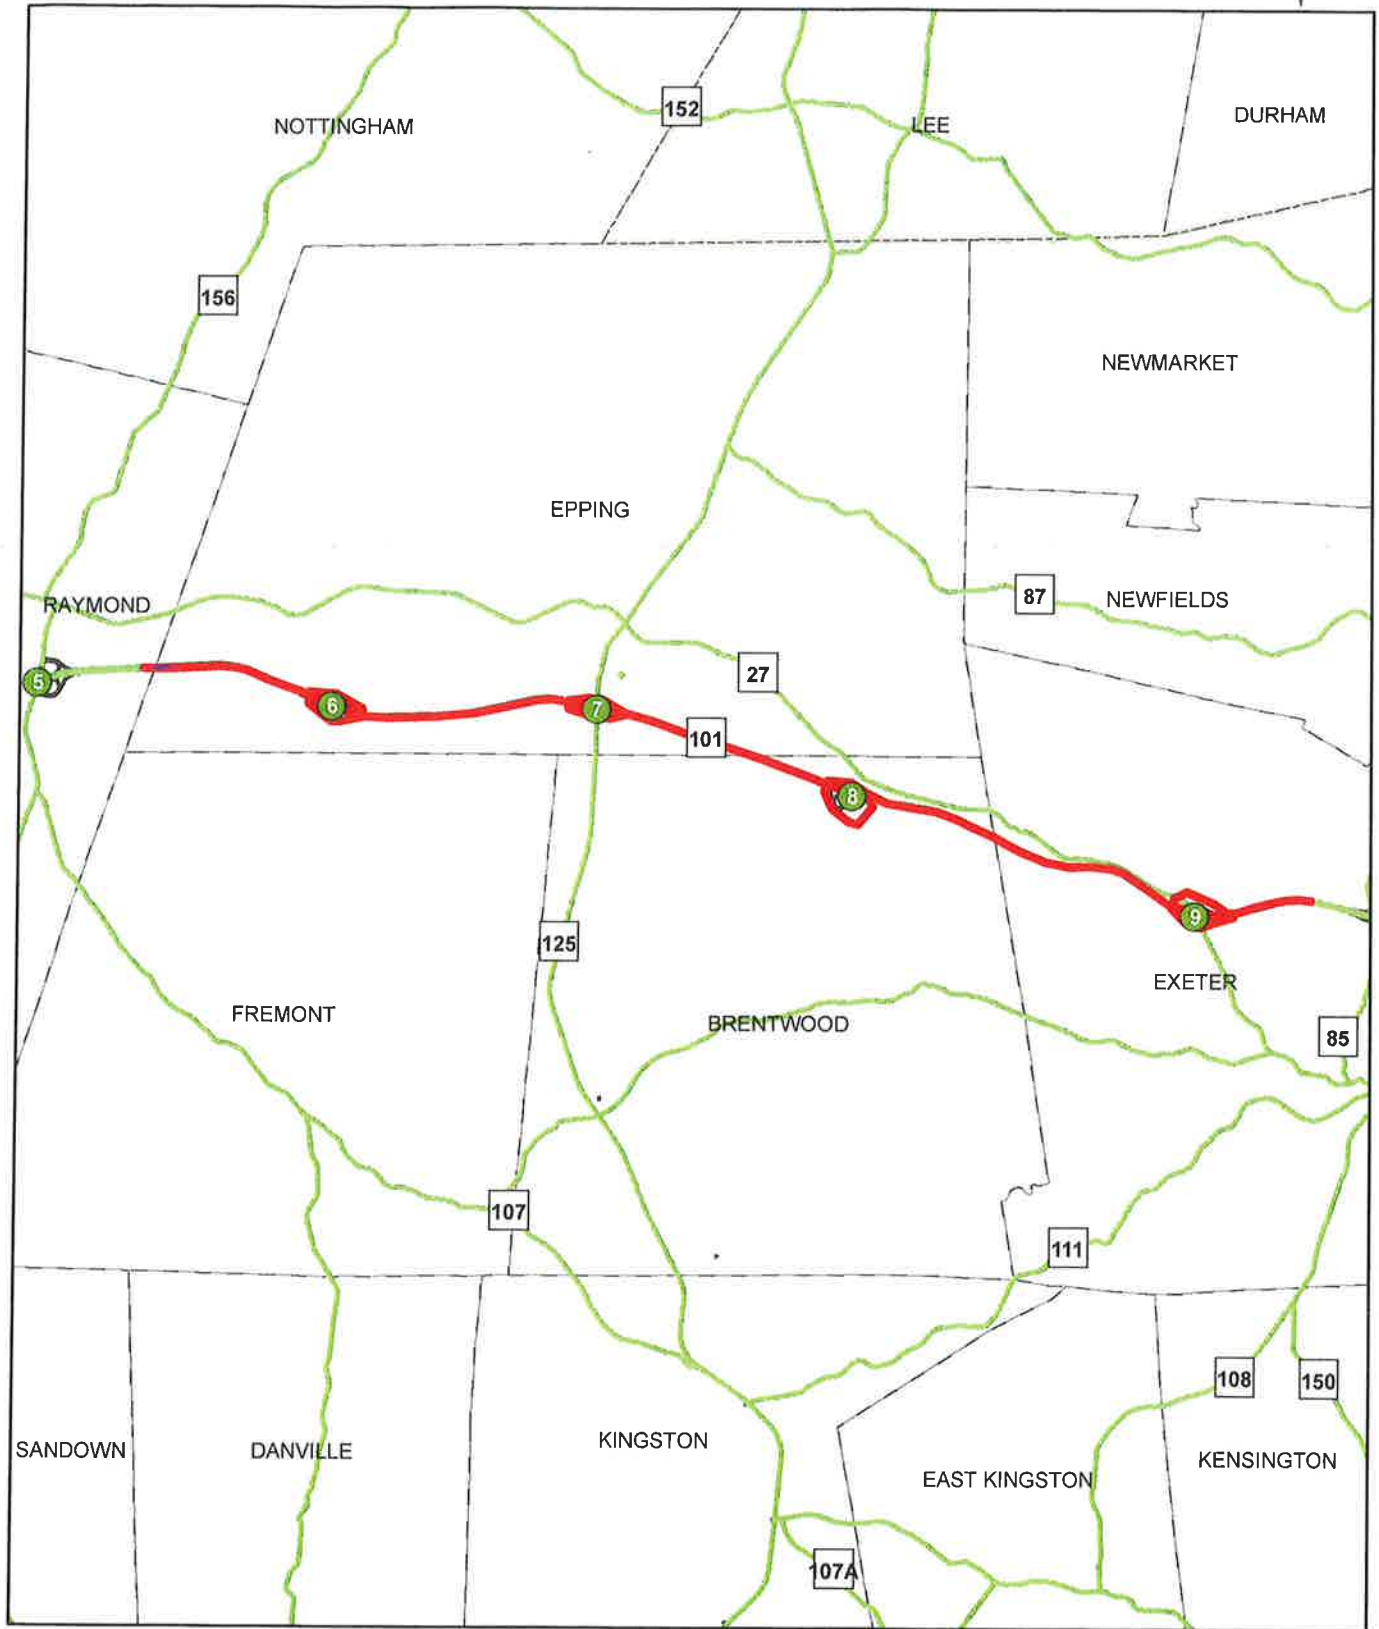 152
NOTTINGHAM
LEE
DURHAM
156
NEWMARKET
EPPING
87
NEWFIELDS
RAYMOND
27
5
6
7
101
8
9
125
EXETER
FREMONT
BRENTWOOD
85
107
111
108
150
SANDOWN
DANVILLE
KINGSTON
EAST KINGSTON
KENSINGTON
107A